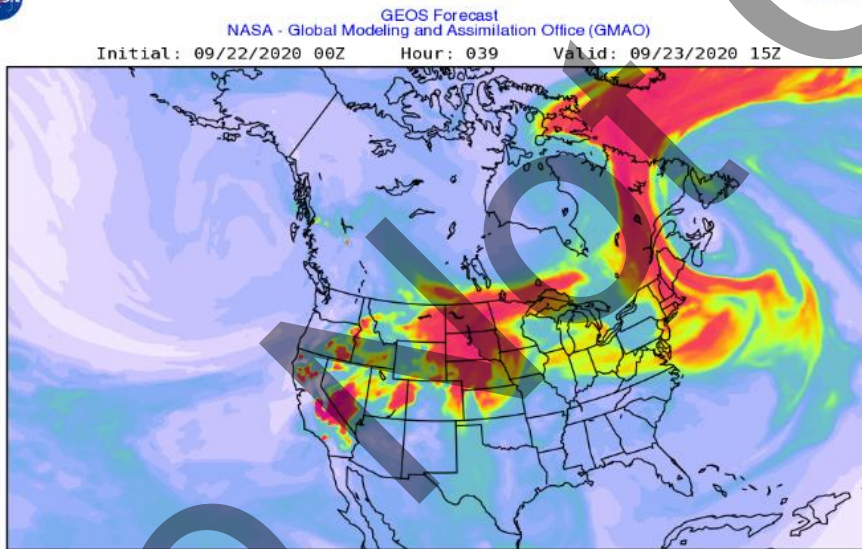 GEOS Forecast
NASA - Global Modeling and Assimilation Office (GMAO)
Initial: 09/22/2020 00Z Hour: 039 Valid: 09/23/2020 15Z